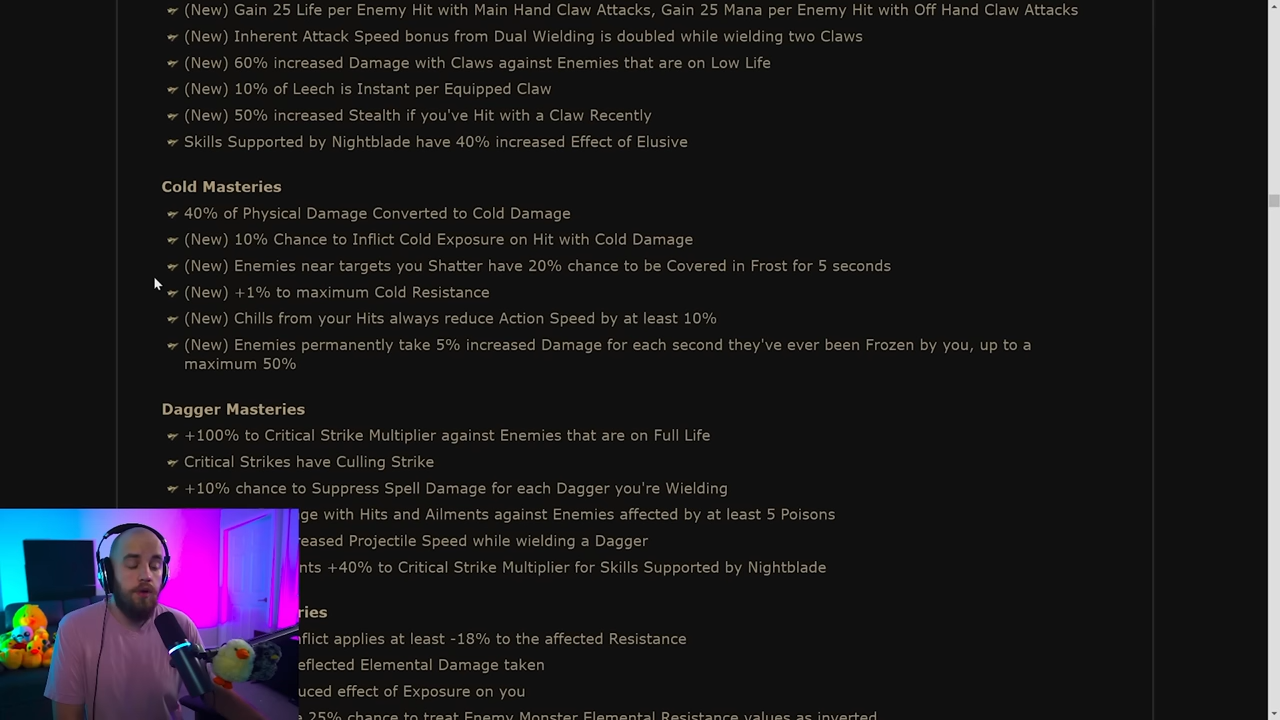 (New) Gain 25 Life per Enemy Hit with Main Hand Claw Attacks, Gain 25 Mana per Enemy Hit with Off Hand Claw Attacks
(New) Inherent Attack Speed bonus from Dual Wielding is doubled while wielding two Claws
(New) 60% increased Damage with Claws against Enemies that are on Low Life
(New) 10% of Leech is Instant per Equipped Claw
(New) 50% increased Stealth if you've Hit with a Claw Recently
Skills Supported by Nightblade have 40% increased Effect of Elusive
Cold Masteries
40% of Physical Damage Converted to Cold Damage
(New) 10% Chance to Inflict Cold Exposure on Hit with Cold Damage
(New) Enemies near targets you Shatter have 20% chance to be Covered in Frost for 5 seconds
(New) +1% to maximum Cold Resistance
(New) Chills from your Hits always reduce Action Speed by at least 10%
(New) Enemies permanently take 5% increased Damage for each second they've ever been Frozen by you, up to a
maximum 50%
Dagger Masteries
+100% to Critical Strike Multiplier against Enemies that are on Full Life
Critical Strikes have Culling Strike
+10% chance to Suppress Spell Damage for each Dagger you're Wielding
with Hits and Ailments against Enemies affected by at least 5 Poisons
Projectile Speed while wielding a Dagger
+40% to Critical Strike Multiplier for Skills Supported by Nightblade
applies at least -18% to the affected Resistance
Elemental Damage taken
effect of Exposure on you
25% chance to treat Enemy Monster Elemental Resistance values as inverted